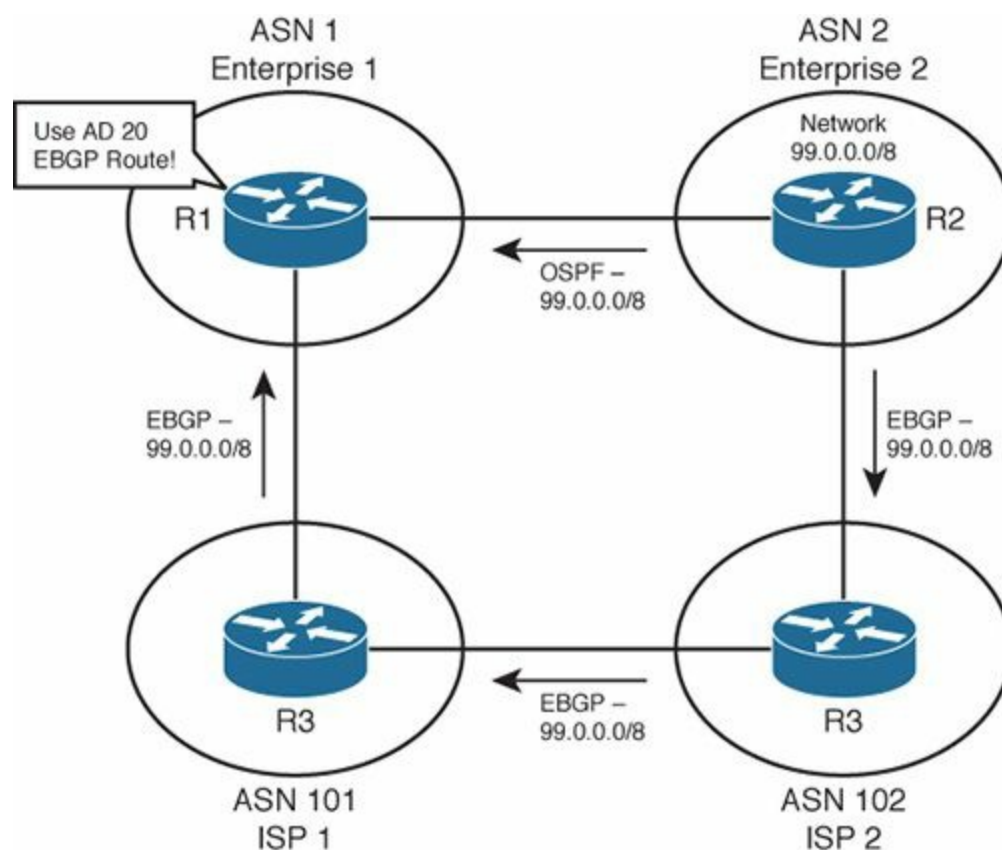 ASN 1
Enterprise 1
ASN 2
Enterprise 2
Use AD 20
EBGP Route!
Network
99.0.0.0/8
R1
R2
OSPF –
99.0.0.0/8
EBGP –
99.0.0.0/8
EBGP –
99.0.0.0/8
R3
EBGP –
99.0.0.0/8
R3
ASN 101
ISP 1
ASN 102
ISP 2